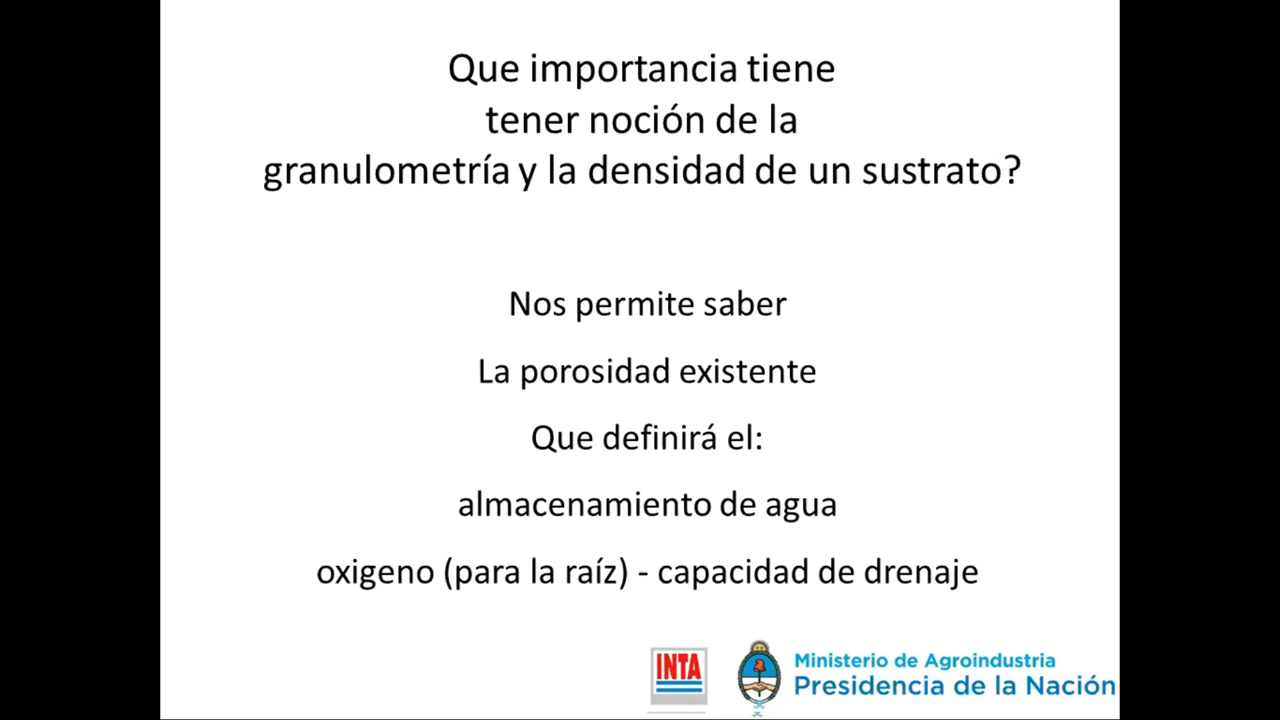 Que importancia tiene
tener noción de la
granulometría y la densidad de un sustrato?
Nos permite saber
La porosidad existente
Que definirá el:
almacenamiento de agua
oxigeno (para la raíz) - capacidad de drenaje
INTA
Ministerio de Agroindustria
Presidencia de la Nación